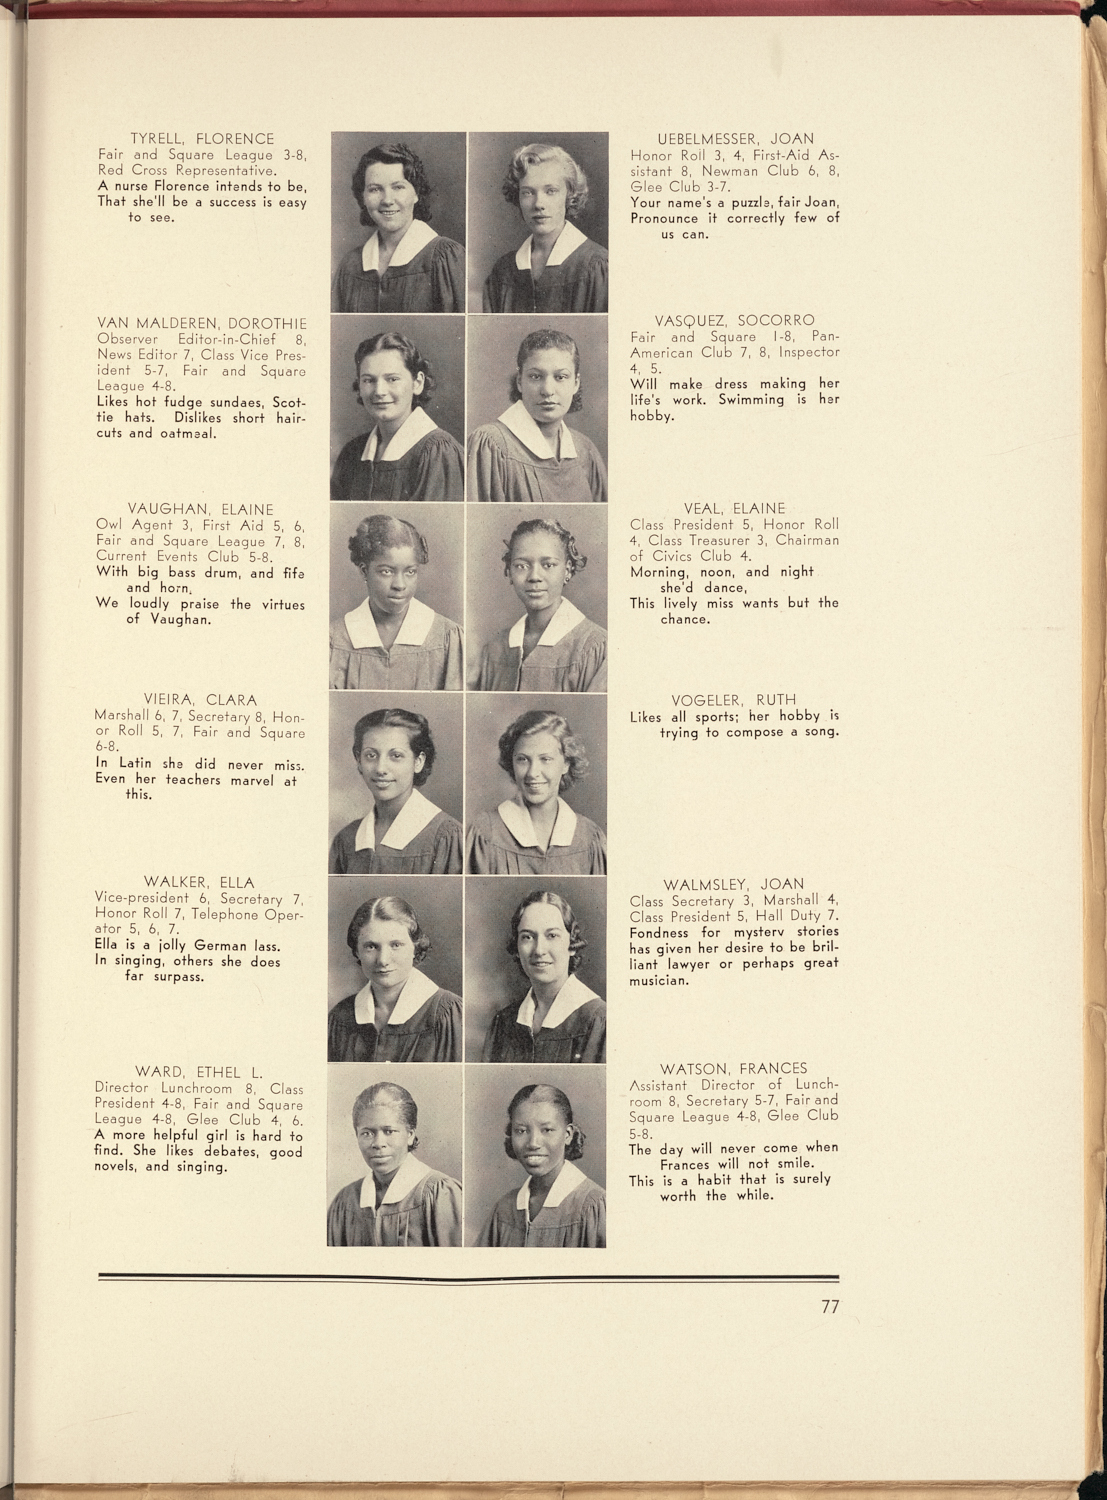 TYRELL, FLORENCE
Fair and Square League 3-8,
Red Cross Representative.
A nurse Florence intends to be,
That she'll be a success is easy
to see.
UEBELMESSER, JOAN
Honor Roll 3, 4, First-Aid As-
sistant 8, Newman Club 6, 8,
Glee Club 3-7.
Your name's a puzzle, fair Joan,
Pronounce it correctly few of
us can.
VAN MALDEREN, DOROTHIE
Observer Editor-in-Chief 8,
News Editor 7, Class Vice Pres-
ident 5-7, Fair and Square
League 4-8.
Likes hot fudge sundaes, Scot-
tie hats. Dislikes short hair-
cuts and oatmeal.
VASQUEZ, SOCORRO
Fair and Square 1-8, Pan-
American Club 7, 8, Inspector
4, 5.
Will make dress making her
life's work. Swimming is her
hobby.
VAUGHAN, ELAINE
Owl Agent 3, First Aid 5, 6,
Fair and Square League 7, 8,
Current Events Club 5-8.
With big bass drum, and fife
and horn,
We loudly praise the virtues
of Vaughan.
VEAL, ELAINE
Class President 5, Honor Roll
4, Class Treasurer 3, Chairman
of Civics Club 4.
Morning, noon, and night
she'd dance,
This lively miss wants but the
chance.
VIEIRA, CLARA
Marshall 6, 7, Secretary 8, Hon-
or Roll 5, 7, Fair and Square
6-8.
In Latin she did never miss.
Even her teachers marvel at
this.
VOGELER, RUTH
Likes all sports; her hobby is
trying to compose a song.
WALKER, ELLA
Vice-president 6, Secretary 7,
Honor Roll 7, Telephone Oper-
ator 5, 6, 7.
Ella is a jolly German lass.
In singing, others she does
far surpass.
WALMSLEY, JOAN
Class Secretary 3, Marshall 4,
Class President 5, Hall Duty 7.
Fondness for mystery stories
has given her desire to be bril-
liant lawyer or perhaps great
musician.
WARD, ETHEL L.
Director Lunchroom 8, Class
President 4-8, Fair and Square
League 4-8, Glee Club 4, 6.
A more helpful girl is hard to
find. She likes debates, good
novels, and singing.
WATSON, FRANCES
Assistant Director of Lunch-
room 8, Secretary 5-7, Fair and
Square League 4-8, Glee Club
5-8.
The day will never come when
Frances will not smile.
This is a habit that is surely
worth the while.
77